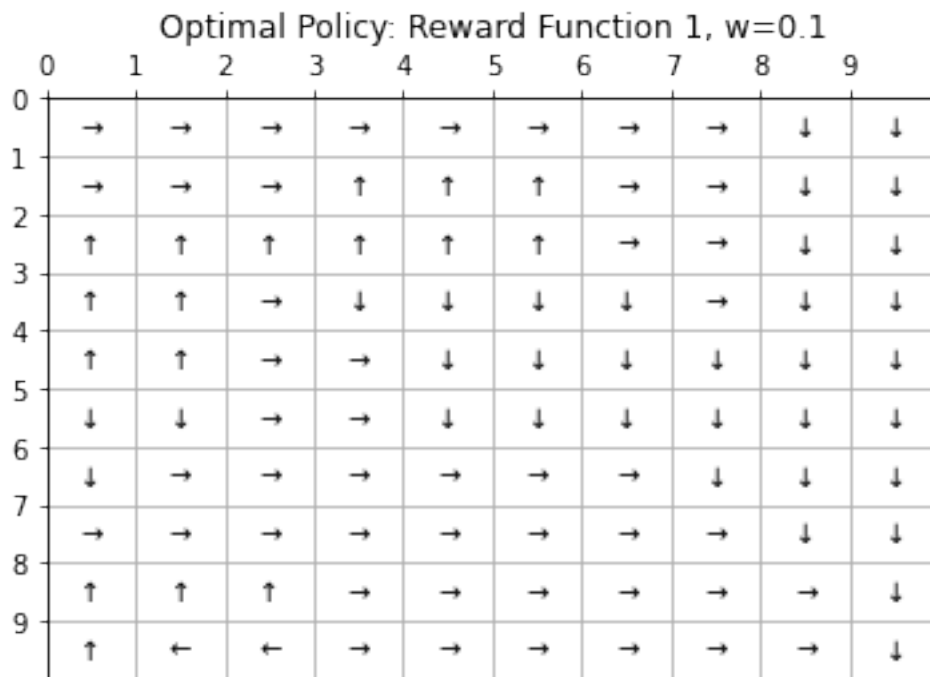 Optimal Policy: Reward Function 1, w=0.1
0 1 2 3 4 5 6 7 8 9
0
→ → → → → → → → ↓ ↓
1
→ → → ↑ ↑ ↑ → → ↓ ↓
2
↑ ↑ ↑ ↑ ↑ ↑ → → ↓ ↓
3
↑ ↑ → ↓ ↓ ↓ ↓ → ↓ ↓
4
↑ ↑ → → ↓ ↓ ↓ ↓ ↓ ↓
5
↓ ↓ → → ↓ ↓ ↓ ↓ ↓ ↓
6
↓ → → → → → → ↓ ↓ ↓
7
→ → → → → → → → ↓ ↓
8
↑ ↑ ↑ → → → → → → ↓
9
↑ ← ← → → → → → → ↓